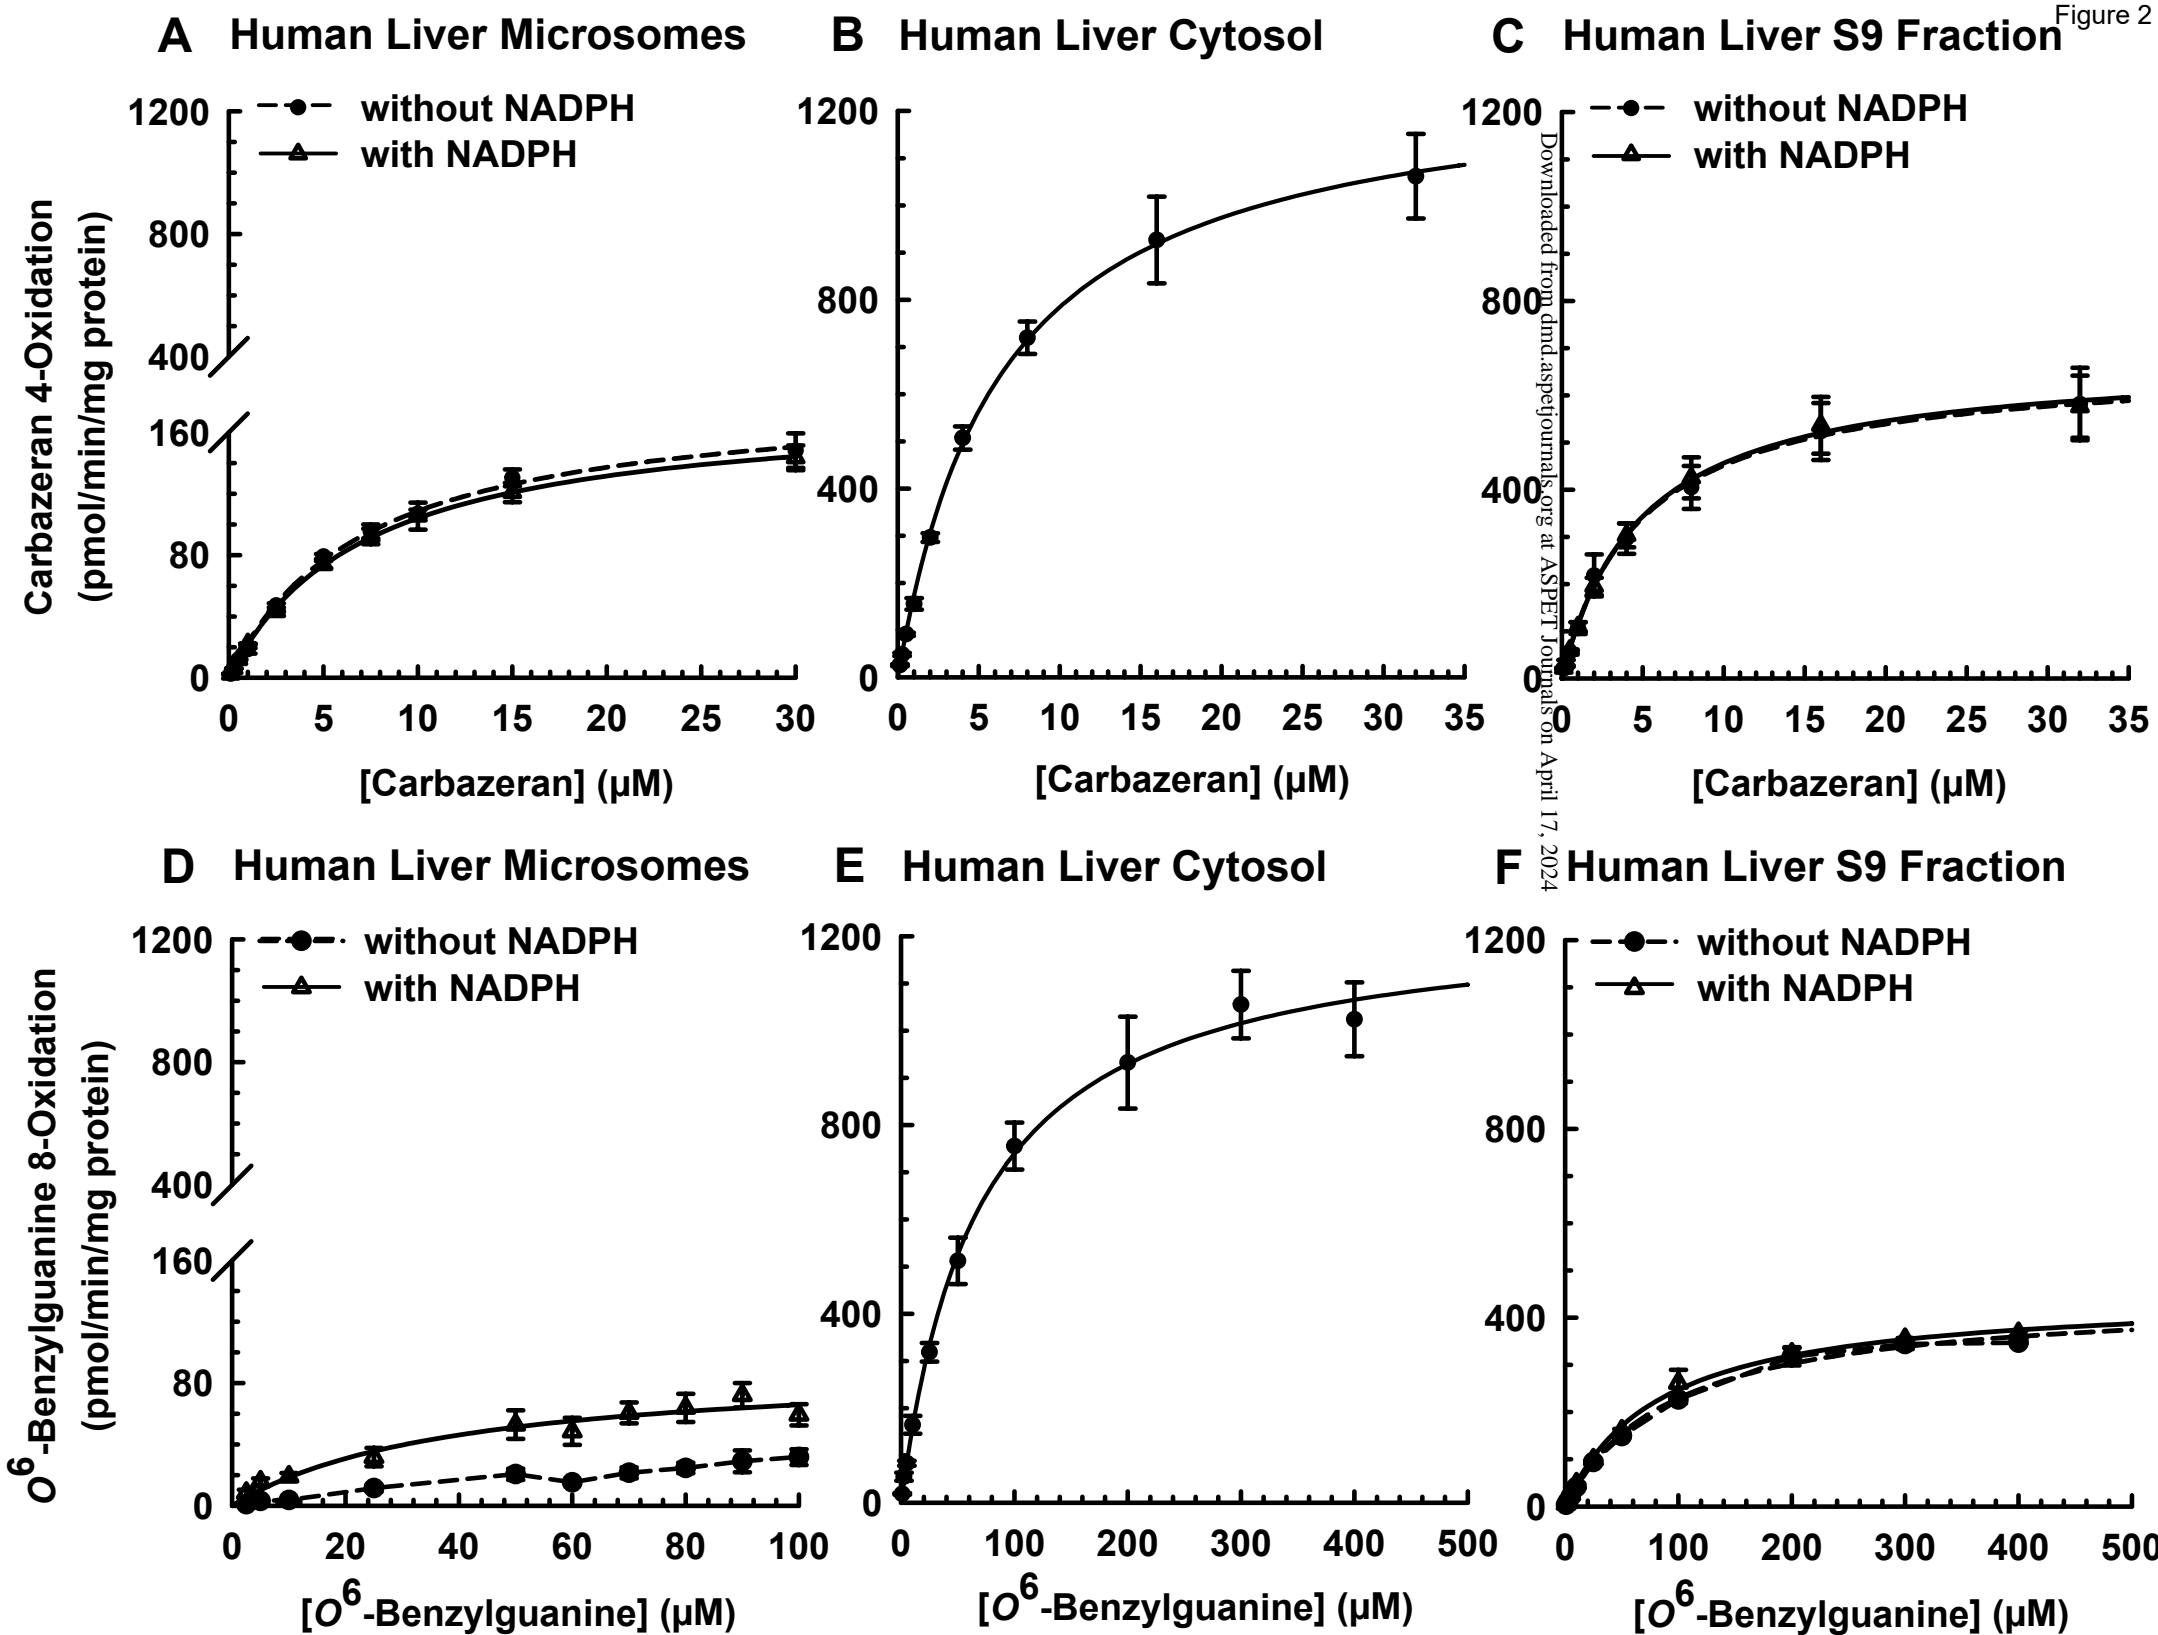 Figure 2
A Human Liver Microsomes
Carbazeran 4-Oxidation
(pmol/min/mg protein)
without NADPH
with NADPH
1200
800
400
160
80
0
0 5 10 15 20 25 30
[Carbazeran] (µM)
B Human Liver Cytosol
1200
800
400
0
0 5 10 15 20 25 30 35
[Carbazeran] (µM)
C Human Liver S9 Fraction
without NADPH
with NADPH
1200
800
400
0
0 5 10 15 20 25 30 35
[Carbazeran] (µM)
Downloaded from dmd.aspetjournals.org at ASPET Journals on April 17, 2024
D Human Liver Microsomes
O⁶-Benzylguanine 8-Oxidation
(pmol/min/mg protein)
without NADPH
with NADPH
1200
800
400
160
80
0
0 20 40 60 80 100
[O⁶-Benzylguanine] (µM)
E Human Liver Cytosol
1200
800
400
0
0 100 200 300 400 500
[O⁶-Benzylguanine] (µM)
F Human Liver S9 Fraction
without NADPH
with NADPH
1200
800
400
0
0 100 200 300 400 500
[O⁶-Benzylguanine] (µM)